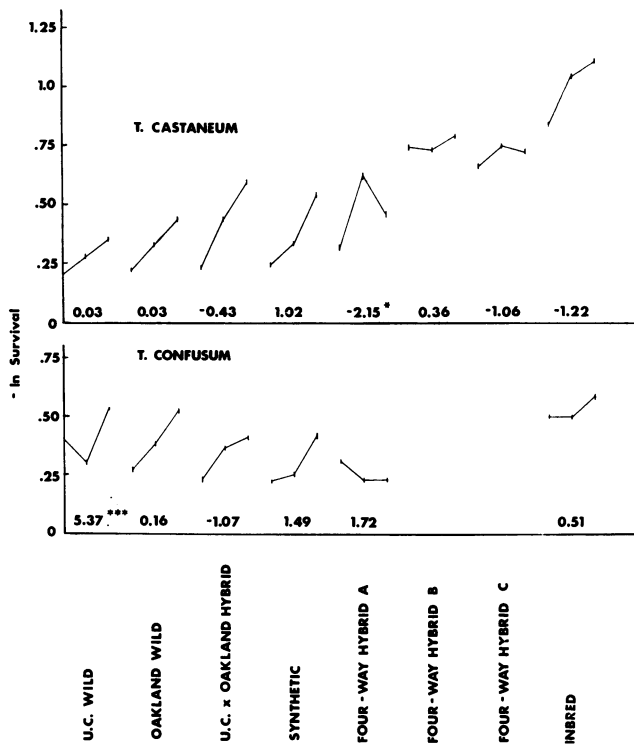 1.25
1.0
T. CASTANEUM
.75
.50
.25
0.03 0.03 -0.43 1.02 -2.15 * 0.36 -1.06 -1.22
0
- ln Survival
T. CONFUSUM
.75
.50
.25
5.37 *** 0.16 -1.07 1.49 1.72 0.51
0
U.C. WILD
OAKLAND WILD
U.C. x OAKLAND HYBRID
SYNTHETIC
FOUR-WAY HYBRID A
FOUR-WAY HYBRID B
FOUR-WAY HYBRID C
INBRED